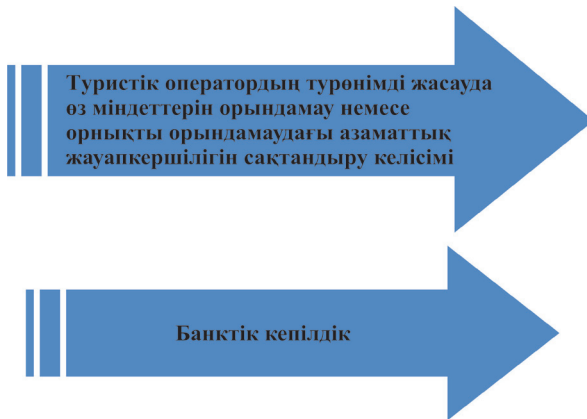 Туристік оператордың турөнімді жасауда
өз міндеттерін орындамау немесе
орнықты орындамаудағы азаматтық
жауапкершілігін сақтандыру келісімі
Банктік кепілдік